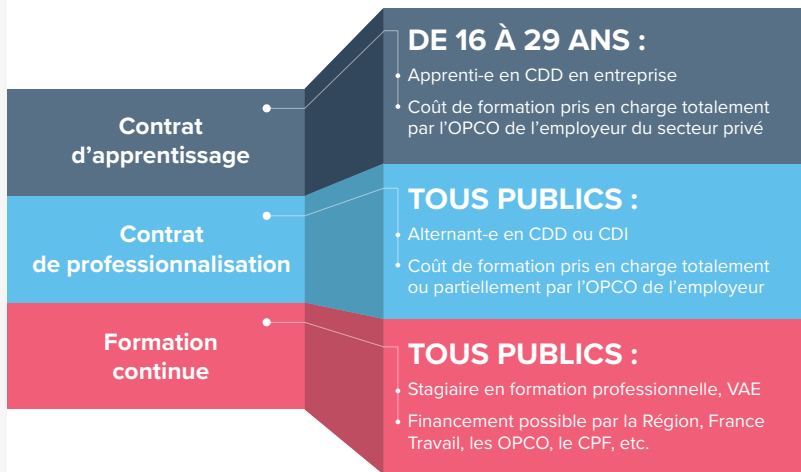 Contrat
d'apprentissage
DE 16 À 29 ANS :
• Apprenti-e en CDD en entreprise
• Coût de formation pris en charge totalement
par l'OPCO de l'employeur du secteur privé
Contrat
de professionnalisation
TOUS PUBLICS :
• Alternant-e en CDD ou CDI
• Coût de formation pris en charge totalement
ou partiellement par l'OPCO de l'employeur
Formation
continue
TOUS PUBLICS :
• Stagiaire en formation professionnelle, VAE
• Financement possible par la Région, France
Travail, les OPCO, le CPF, etc.